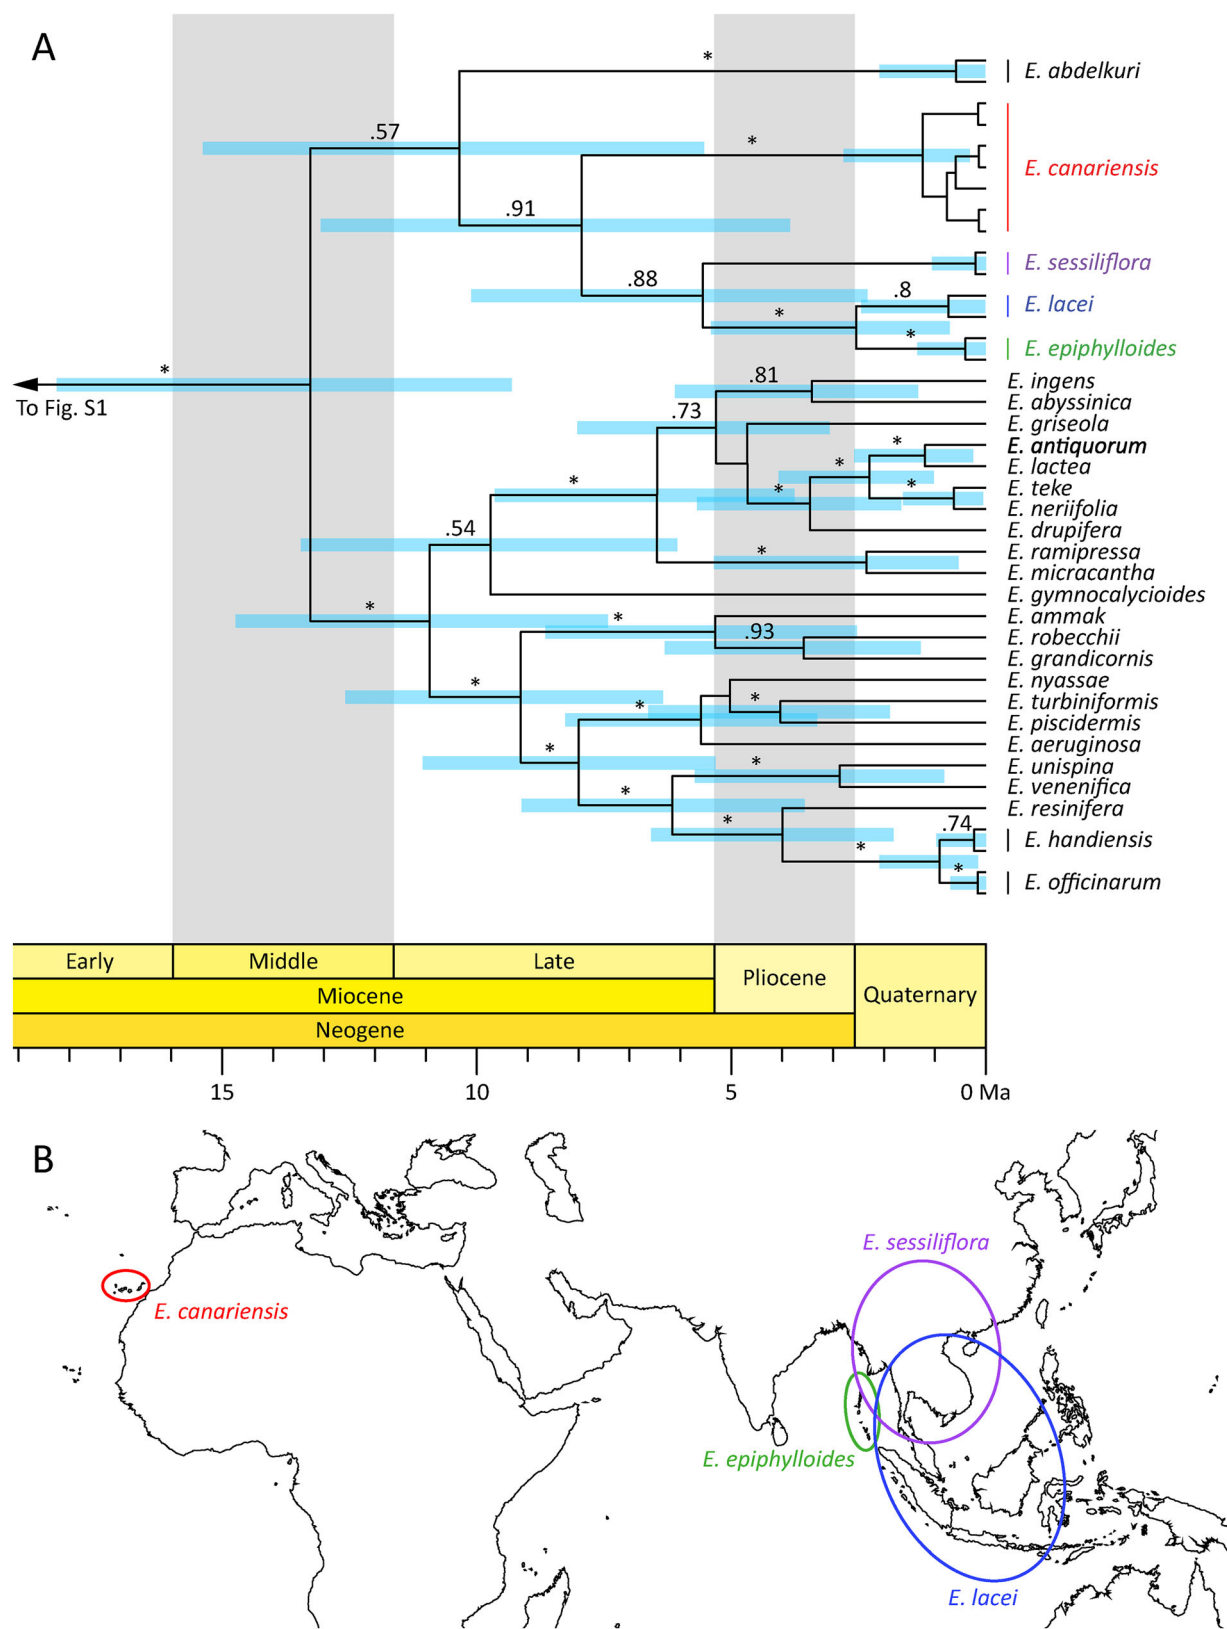 A
*
E. abdelkuri
.57
*
E. canariensis
.91
E. sessiliflora
.88
.8
E. lacei
*
*
E. epiphylloides
*
To Fig. S1
.81
E. ingens
E. abyssinica
.73
E. griseola
*
E. antiquorum
*
E. lactea
*
*
*
E. teke
E. neriifolia
.54
E. drupifera
*
E. ramipressa
E. micracantha
E. gymnocalycioides
*
*
E. ammak
.93
E. robecchii
E. grandicornis
*
E. nyassae
*
*
E. turbiniformis
E. piscidermis
*
E. aeruginosa
*
E. unispina
*
E. venenifica
E. resinifera
*
.74
*
E. handiensis
*
E. officinarum
Early
Middle
Late
Pliocene
Quaternary
Miocene
Neogene
15
10
5
0 Ma
B
E. sessiliflora
E. canariensis
E. epiphylloides
E. lacei